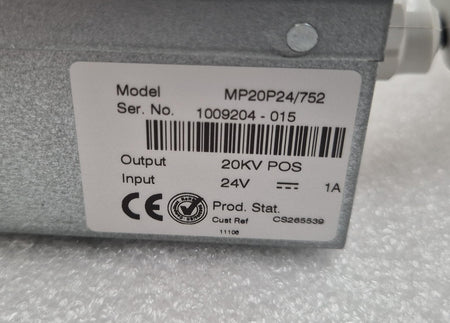 Model MP20P24/752
Ser. No. 1009204 - 015
Output 20KV POS
Input 24V 1A
CE Prod. Stat.
Cust Ref CS265539
11106